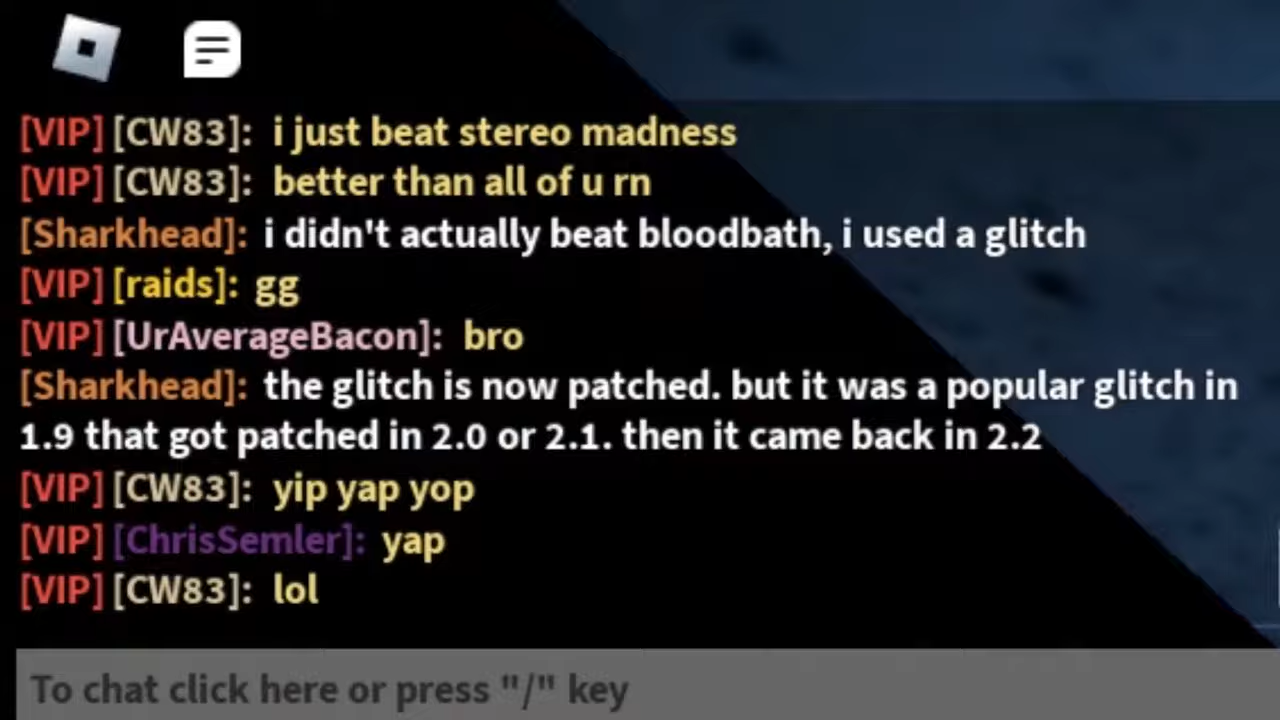 [VIP] [CW83]: i just beat stereo madness
[VIP] [CW83]: better than all of u rn
[Sharkhead]: i didn't actually beat bloodbath, i used a glitch
[VIP] [raids]: gg
[VIP] [UrAverageBacon]: bro
[Sharkhead]: the glitch is now patched. but it was a popular glitch in
1.9 that got patched in 2.0 or 2.1. then it came back in 2.2
[VIP] [CW83]: yip yap yop
[VIP] [ChrisSemler]: yap
[VIP] [CW83]: lol
To chat click here or press "/" key